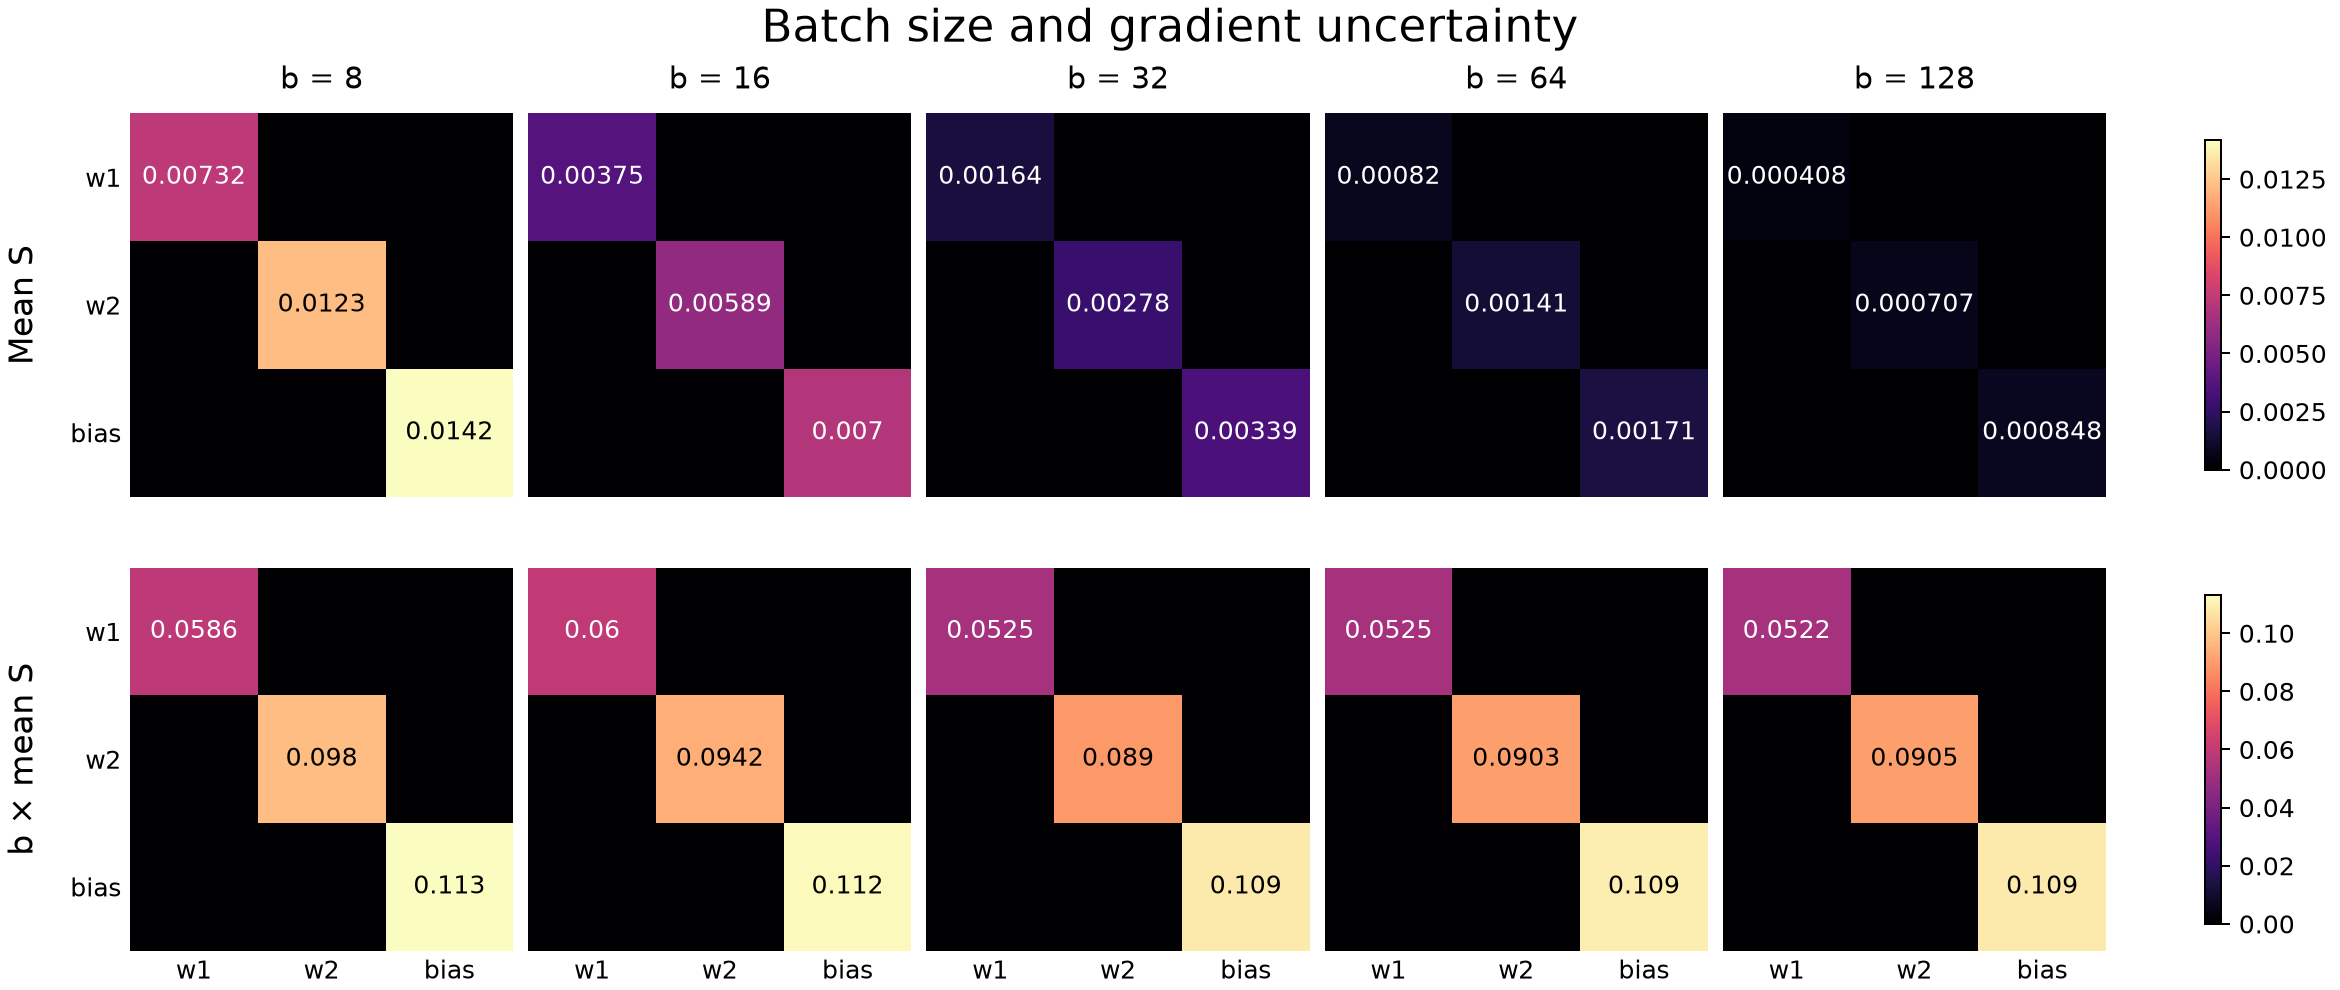 Batch size and gradient uncertainty
b = 8
b = 16
b = 32
b = 64
b = 128
Mean S
w1
w2
bias
0.00732
0.0123
0.0142
0.00375
0.00589
0.007
0.00164
0.00278
0.00339
0.00082
0.00141
0.00171
0.000408
0.000707
0.000848
0.0125
0.0100
0.0075
0.0050
0.0025
0.0000
b × mean S
w1
w2
bias
0.0586
0.098
0.113
0.06
0.0942
0.112
0.0525
0.089
0.109
0.0525
0.0903
0.109
0.0522
0.0905
0.109
0.10
0.08
0.06
0.04
0.02
0.00
w1 w2 bias
w1 w2 bias
w1 w2 bias
w1 w2 bias
w1 w2 bias